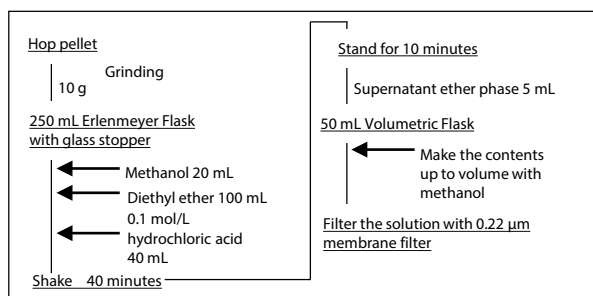 Hop pellet
Grinding
10 g
250 mL Erlenmeyer Flask
with glass stopper
Methanol 20 mL
Diethyl ether 100 mL
0.1 mol/L
hydrochloric acid
40 mL
Shake 40 minutes
Stand for 10 minutes
Supernatant ether phase 5 mL
50 mL Volumetric Flask
Make the contents
up to volume with
methanol
Filter the solution with 0.22 µm
membrane filter